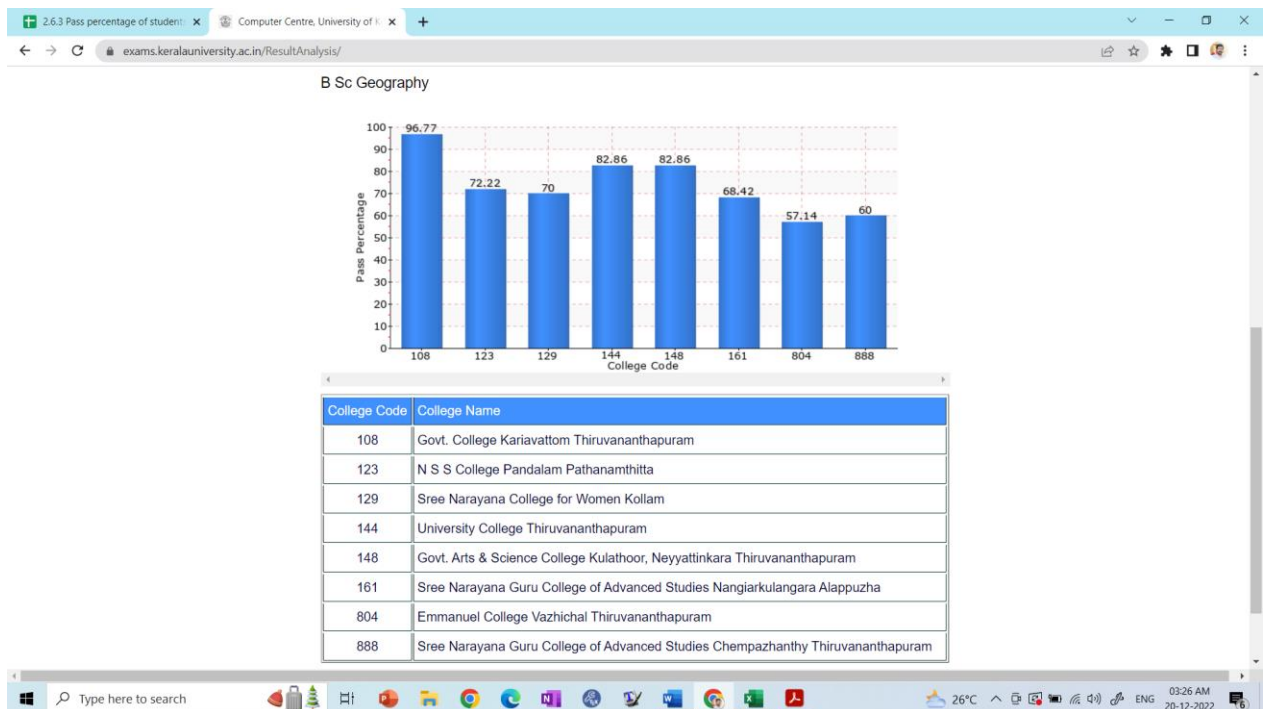 2.6.3 Pass percentage of student
Computer Centre, University of K
exams.keralauniversity.ac.in/ResultAnalysis/
B Sc Geography
100
90
80
70
60
50
40
30
20
10
0
Pass Percentage
96.77
72.22
70
82.86
82.86
68.42
57.14
60
108 123 129 144 148 161 804 888
College Code
College Code College Name
108 Govt. College Kariavattom Thiruvananthapuram
123 N S S College Pandalam Pathanamthitta
129 Sree Narayana College for Women Kollam
144 University College Thiruvananthapuram
148 Govt. Arts & Science College Kulathoor, Neyyattinkara Thiruvananthapuram
161 Sree Narayana Guru College of Advanced Studies Nangiarkulangara Alappuzha
804 Emmanuel College Vazhichal Thiruvananthapuram
888 Sree Narayana Guru College of Advanced Studies Chempazhanthy Thiruvananthapuram
Type here to search
26°C
ENG
03:26 AM
20-12-2022
6